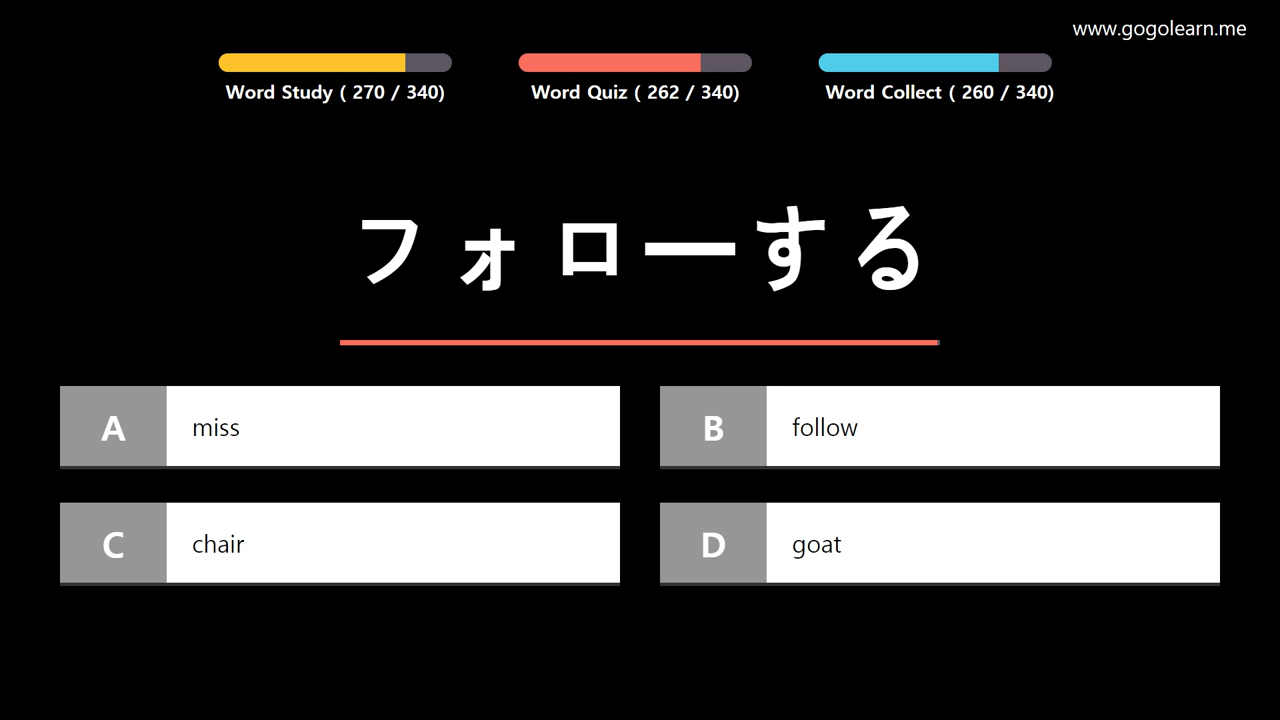 www.gogolearn.me
Word Study ( 270 / 340)
Word Quiz ( 262 / 340)
Word Collect ( 260 / 340)
フォローする
A miss
B follow
C chair
D goat